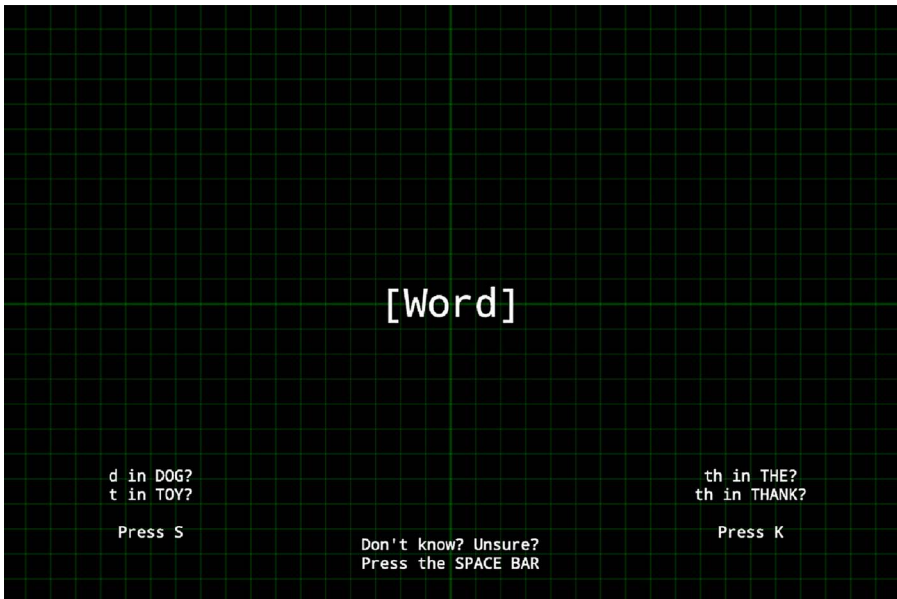 [Word]
d in DOG?
t in TOY?
Press S
th in THE?
th in THANK?
Press K
Don't know? Unsure?
Press the SPACE BAR